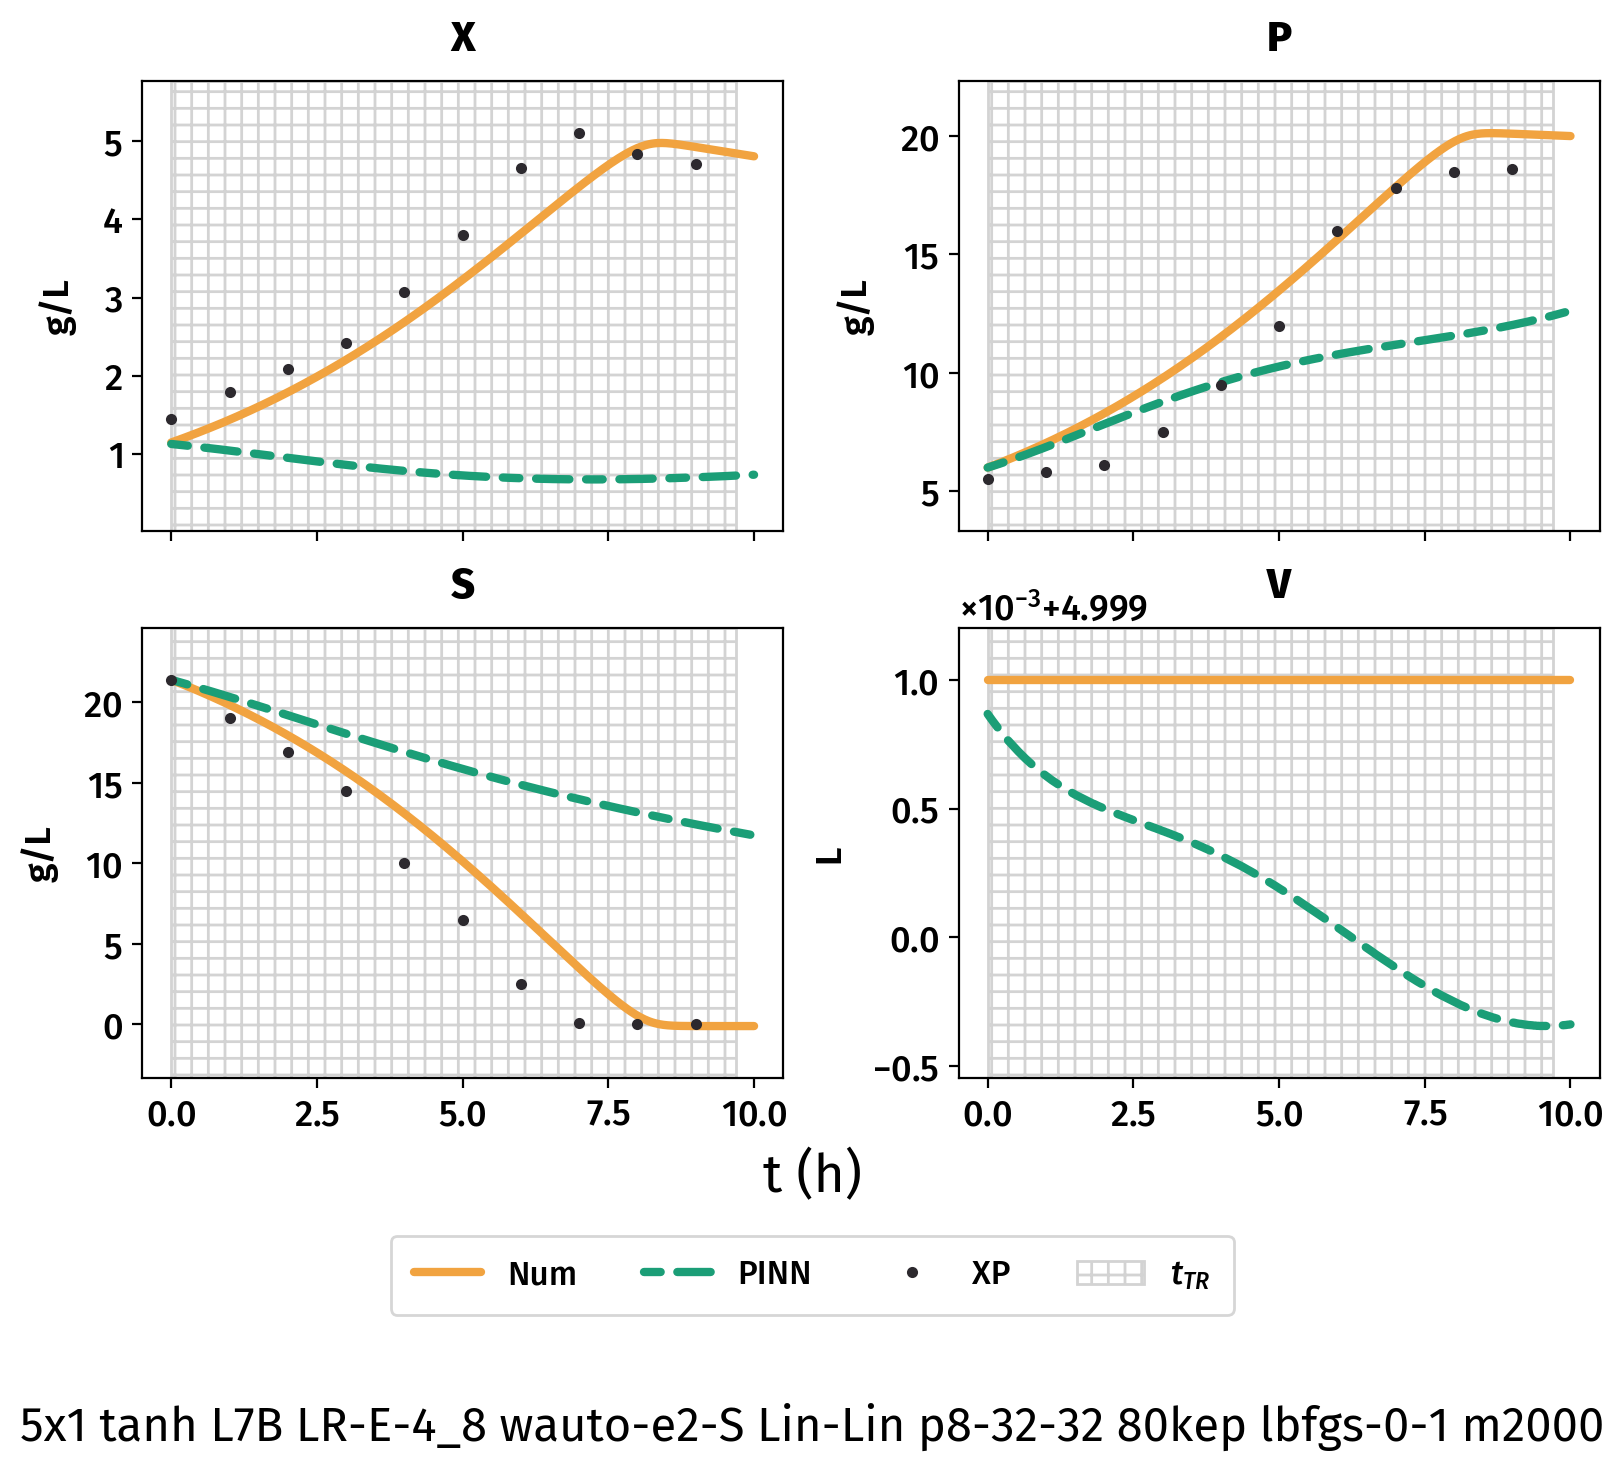 X
g/L
5
4
3
2
1
P
g/L
20
15
10
5
S
g/L
20
15
10
5
0
0.0 2.5 5.0 7.5 10.0
V
×10⁻³+4.999
L
1.0
0.5
0.0
−0.5
0.0 2.5 5.0 7.5 10.0
t (h)
Num PINN XP t_TR
5x1 tanh L7B LR-E-4_8 wauto-e2-S Lin-Lin p8-32-32 80kep lbfgs-0-1 m2000